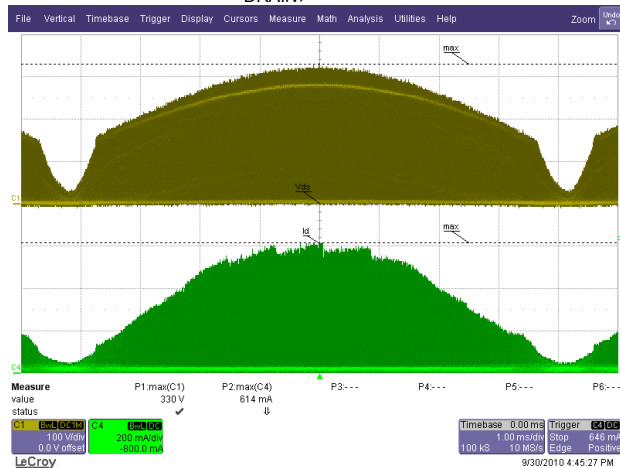 DRAIN,
File Vertical Timebase Trigger Display Cursors Measure Math Analysis Utilities Help Zoom Undo
max
C1
Vds
Id
max
C4
Measure P1:max(C1) P2:max(C4) P3:- - - P4:- - - P5:- - - P6:- - -
value 330 V 614 mA
status
C1 BwL DC1M C4 BwL DC Timebase 0.00 ms Trigger C4 DC
100 V/div 200 mA/div 1.00 ms/div Stop 646 mA
0.0 V offset -800.0 mA 100 kS 10 MS/s Edge Positive
LeCroy 9/30/2010 4:45:27 PM